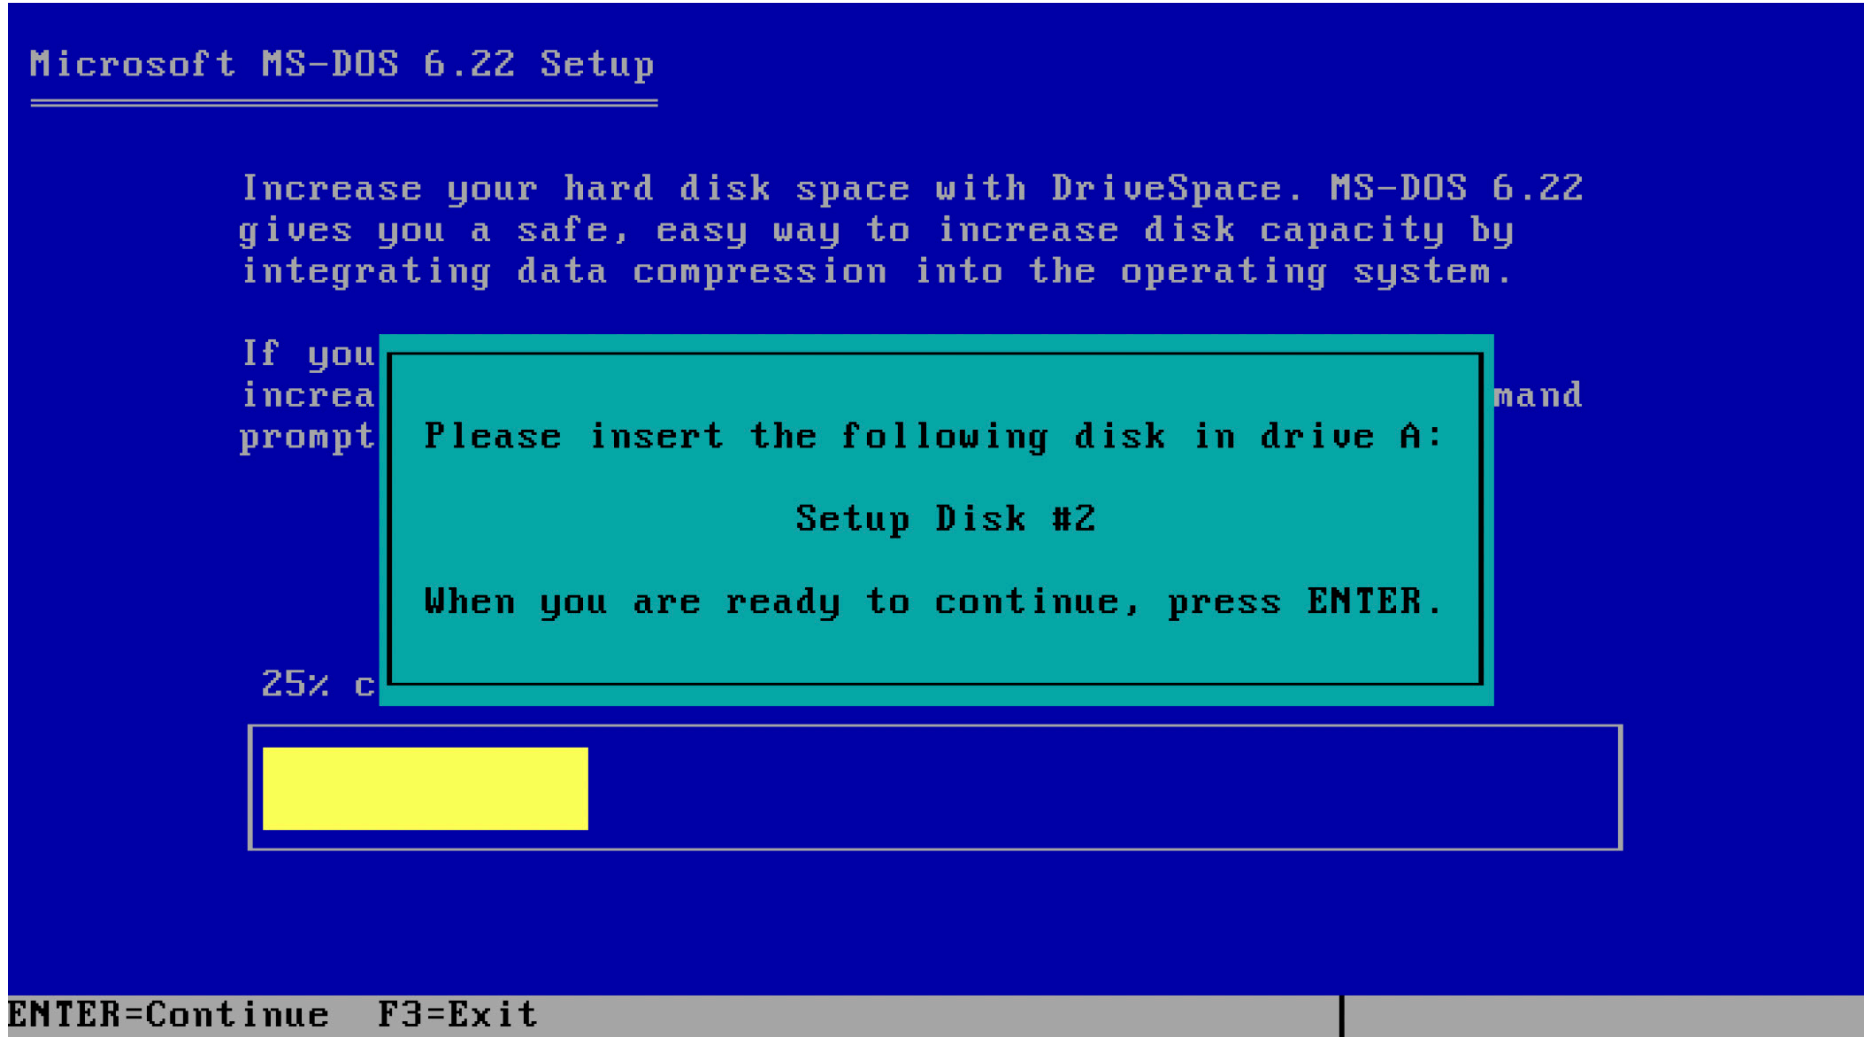 Microsoft MS-DOS 6.22 Setup
Increase your hard disk space with DriveSpace. MS-DOS 6.22
gives you a safe, easy way to increase disk capacity by
integrating data compression into the operating system.
If you
increa mand
prompt
Please insert the following disk in drive A:
Setup Disk #2
When you are ready to continue, press ENTER.
25% c
ENTER=Continue F3=Exit